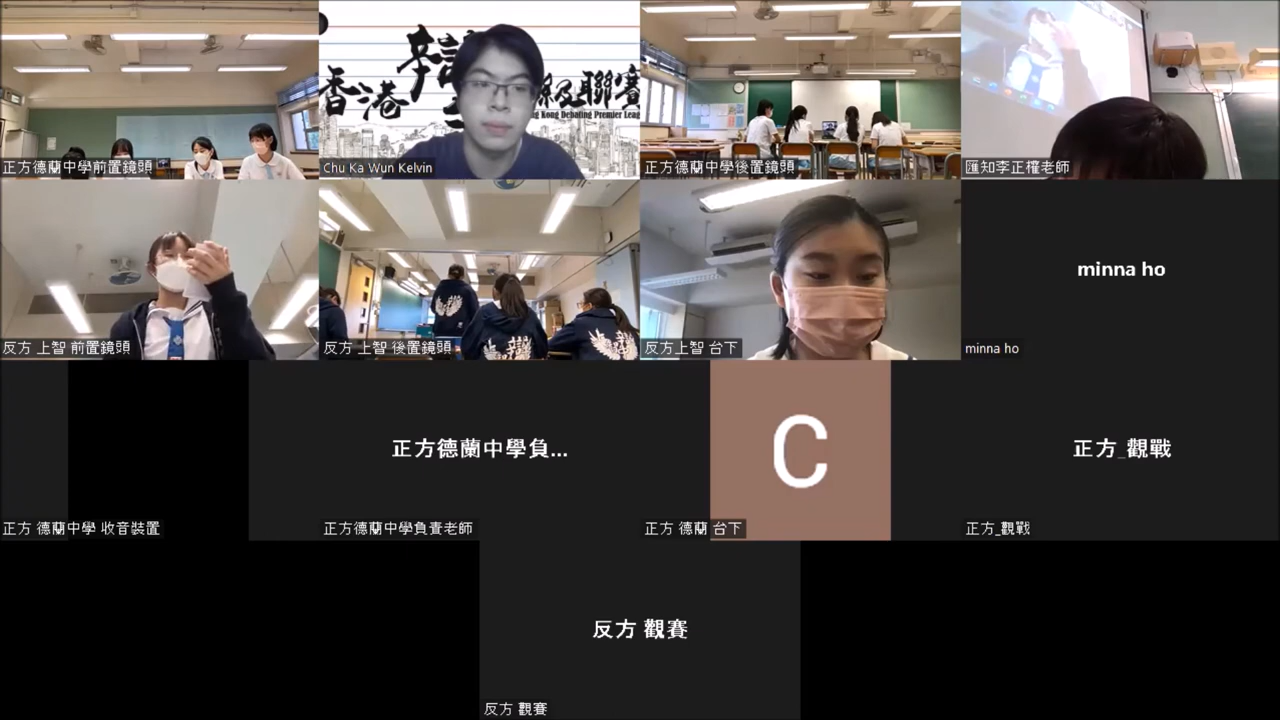 香港辯
級聯賽
ng Kong Debating Premier Leag
正方德蘭中學前置鏡頭
Chu Ka Wun Kelvin
正方德蘭中學後置鏡頭
匯知李正權老師
反方 上智 前置鏡頭
反方 上智 後置鏡頭
反方上智 台下
minna ho
minna ho
正方德蘭中學負...
C
正方_觀戰
正方 德蘭中學 收音裝置
正方德蘭中學負責老師
正方 德蘭 台下
正方_觀戰
反方 觀賽
反方 觀賽